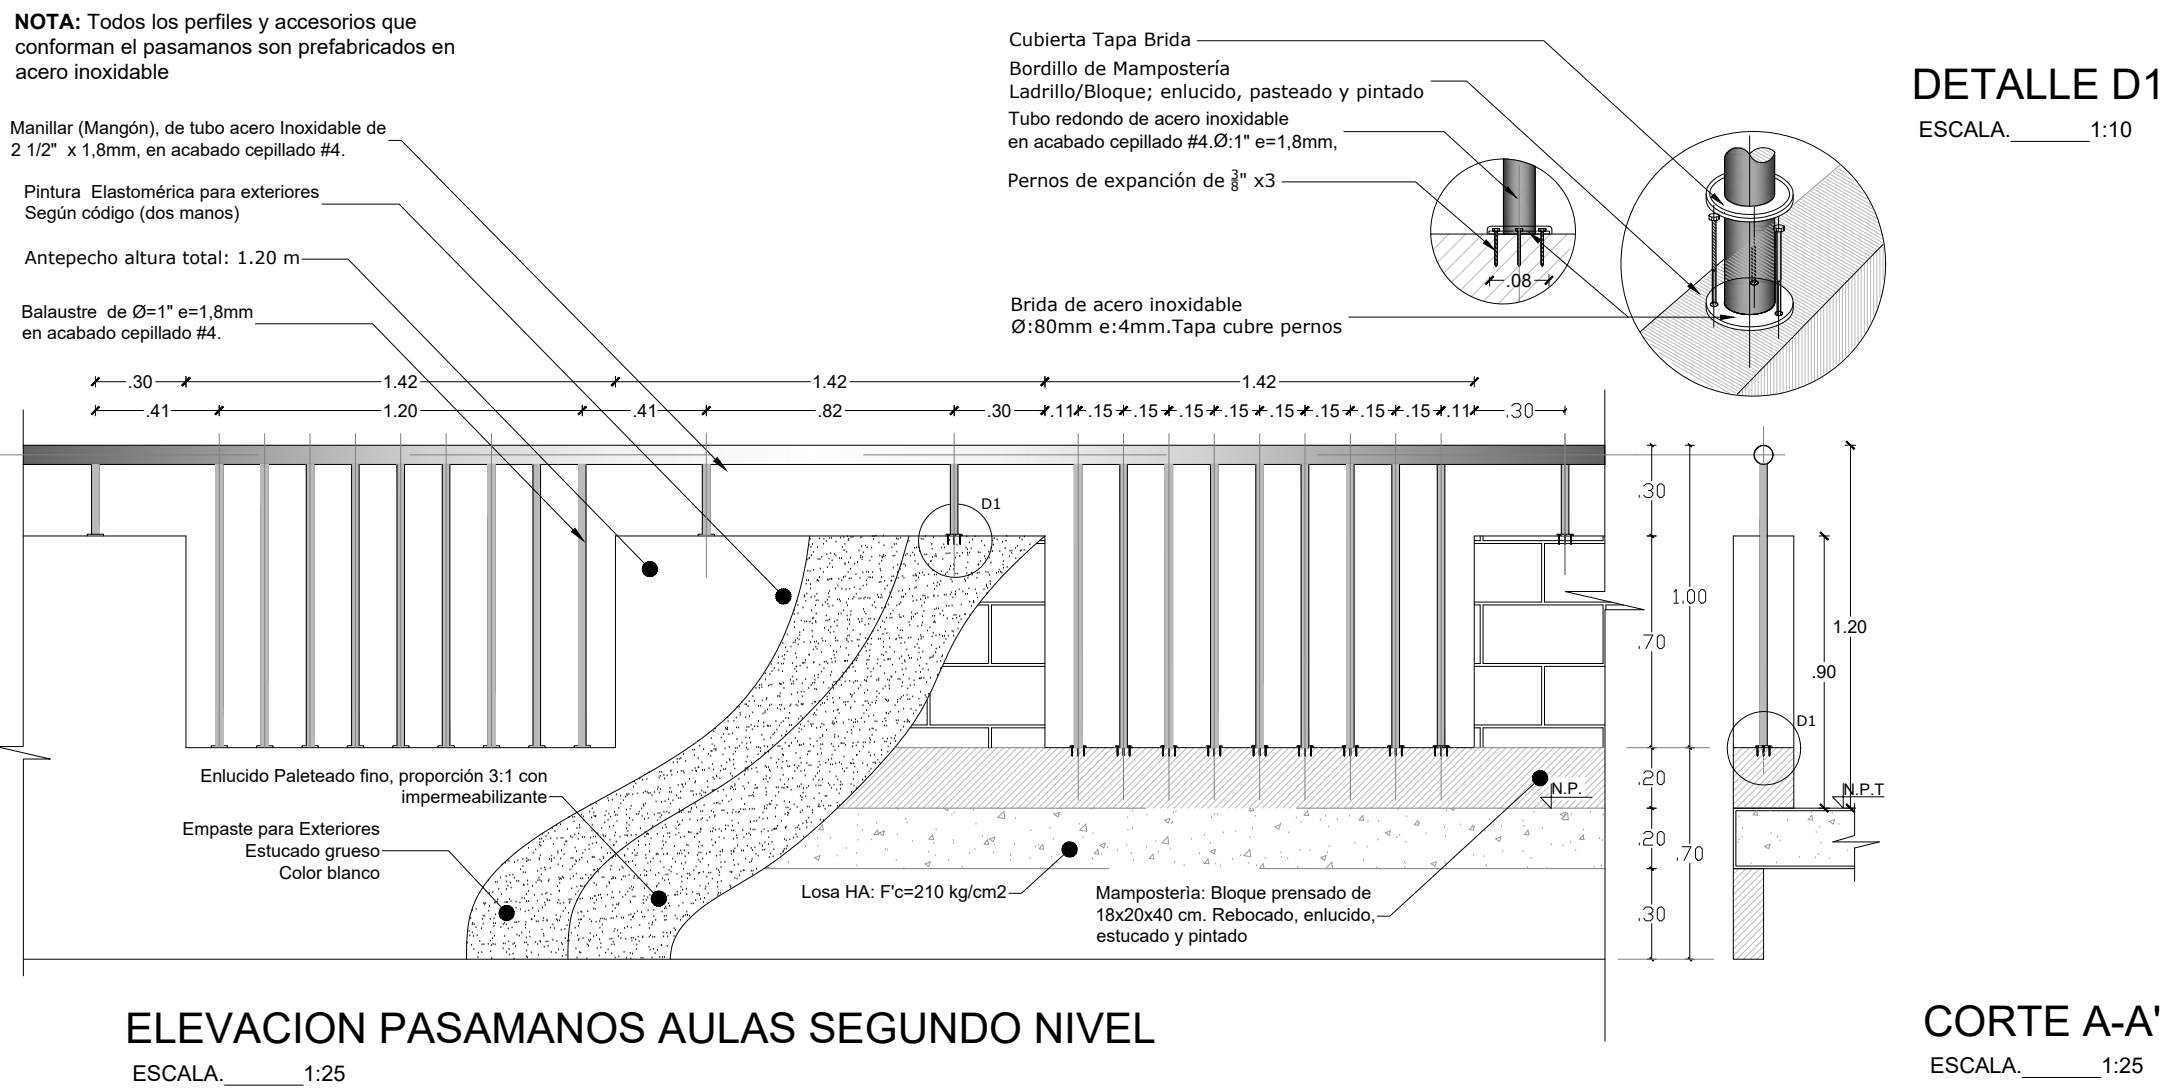 NOTA: Todos los perfiles y accesorios que
conforman el pasamanos son prefabricados en
acero inoxidable
Manillar (Mangón), de tubo acero Inoxidable de
2 1/2" x 1,8mm, en acabado cepillado #4.
Pintura Elastomérica para exteriores
Según código (dos manos)
Antepecho altura total: 1.20 m
Balaustre de Ø=1" e=1,8mm
en acabado cepillado #4.
Cubierta Tapa Brida
Bordillo de Mampostería
Ladrillo/Bloque; enlucido, pasteado y pintado
Tubo redondo de acero inoxidable
en acabado cepillado #4.Ø:1" e=1,8mm,
Pernos de expanción de 3/8" x3
Brida de acero inoxidable
Ø:80mm e:4mm.Tapa cubre pernos
.08
DETALLE D1
ESCALA._______1:10
.30 1.42 1.42 1.42
.41 1.20 .41 .82 .30 .11 .15 .15 .15 .15 .15 .15 .15 .15 .11 .30
D1
.30
1.00
.70
.20
.20
.70
.30
1.20
.90
D1
N.P.
N.P.T
Enlucido Paleteado fino, proporción 3:1 con
impermeabilizante
Empaste para Exteriores
Estucado grueso
Color blanco
Losa HA: F'c=210 kg/cm2
Mamposterìa: Bloque prensado de
18x20x40 cm. Rebocado, enlucido,
estucado y pintado
ELEVACION PASAMANOS AULAS SEGUNDO NIVEL
ESCALA._______1:25
CORTE A-A'
ESCALA._______1:25